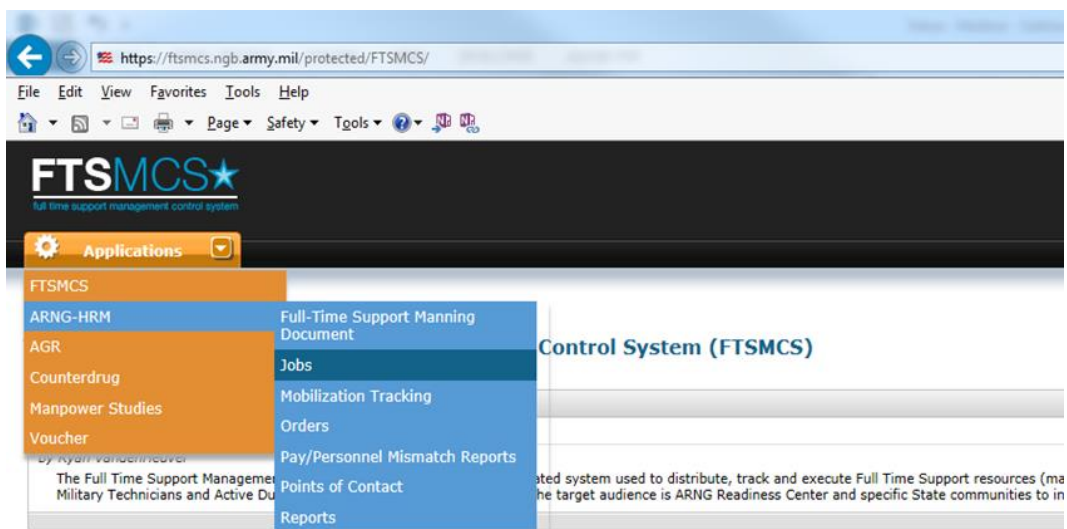 https://ftsmcs.ngb.army.mil/protected/FTSMCS/
File Edit View Favorites Tools Help
Page Safety Tools
FTSMCS
full time support management control system
Applications
FTSMCS
ARNG-HRM
AGR
Counterdrug
Manpower Studies
Voucher
Full-Time Support Manning
Document
Jobs
Mobilization Tracking
Orders
Pay/Personnel Mismatch Reports
Points of Contact
Reports
Control System (FTSMCS)
The Full Time Support Managemen ated system used to distribute, track and execute Full Time Support resources (ma
Military Technicians and Active Du he target audience is ARNG Readiness Center and specific State communities to in